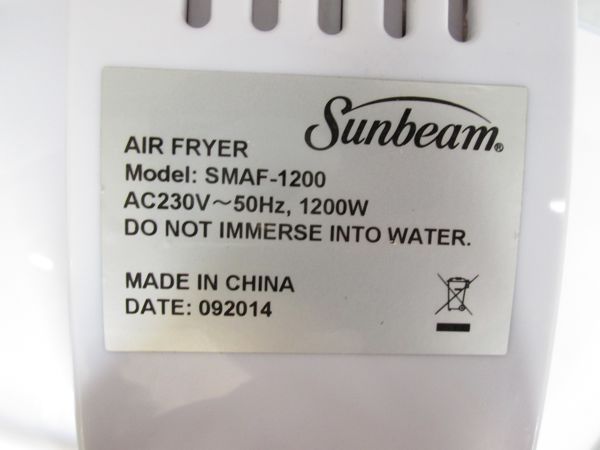 Sunbeam®
AIR FRYER
Model: SMAF-1200
AC230V～50Hz, 1200W
DO NOT IMMERSE INTO WATER.
MADE IN CHINA
DATE: 092014